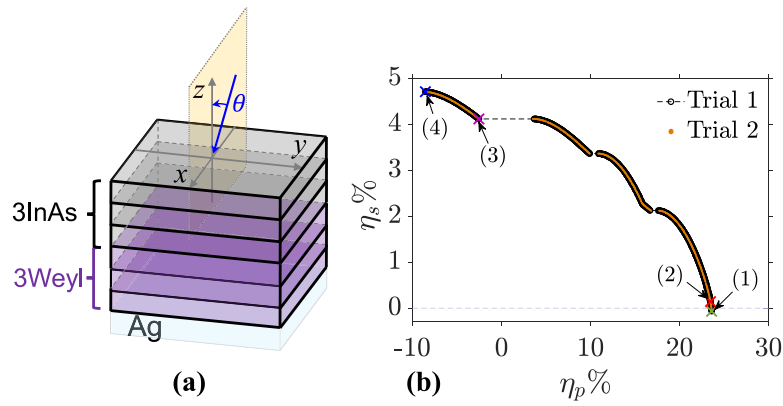 z
θ
y
x
3InAs
3Weyl
Ag
(a)
5
4
3
2
1
0
η_s%
-10
0
10
20
30
η_p%
Trial 1
Trial 2
(4)
(3)
(2)
(1)
(b)